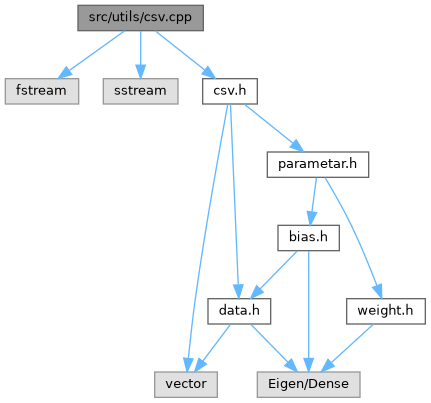 src/utils/csv.cpp
fstream
sstream
csv.h
parametar.h
bias.h
data.h
weight.h
vector
Eigen/Dense